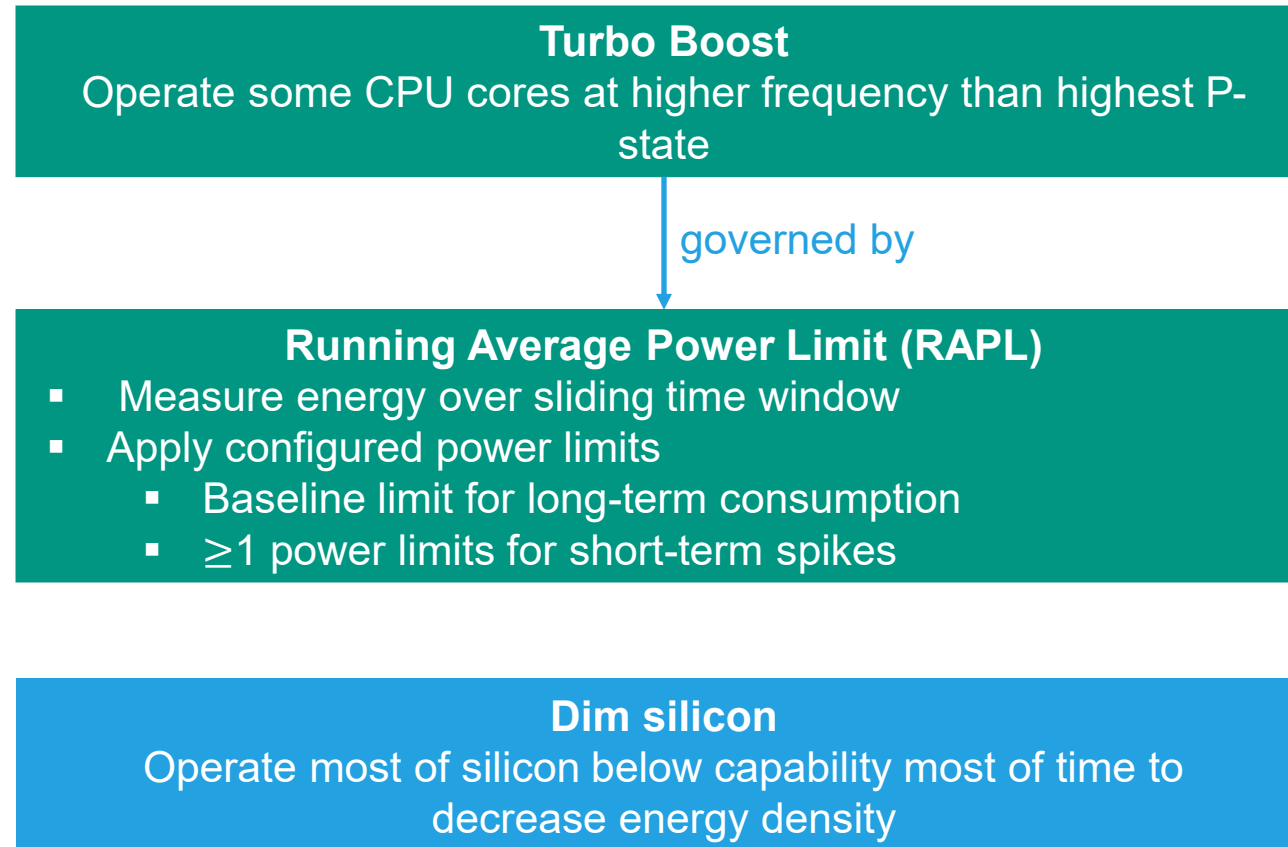 Turbo Boost
Operate some CPU cores at higher frequency than highest P-
state
governed by
Running Average Power Limit (RAPL)
▪ Measure energy over sliding time window
▪ Apply configured power limits
▪ Baseline limit for long-term consumption
▪ ≥1 power limits for short-term spikes
Dim silicon
Operate most of silicon below capability most of time to
decrease energy density